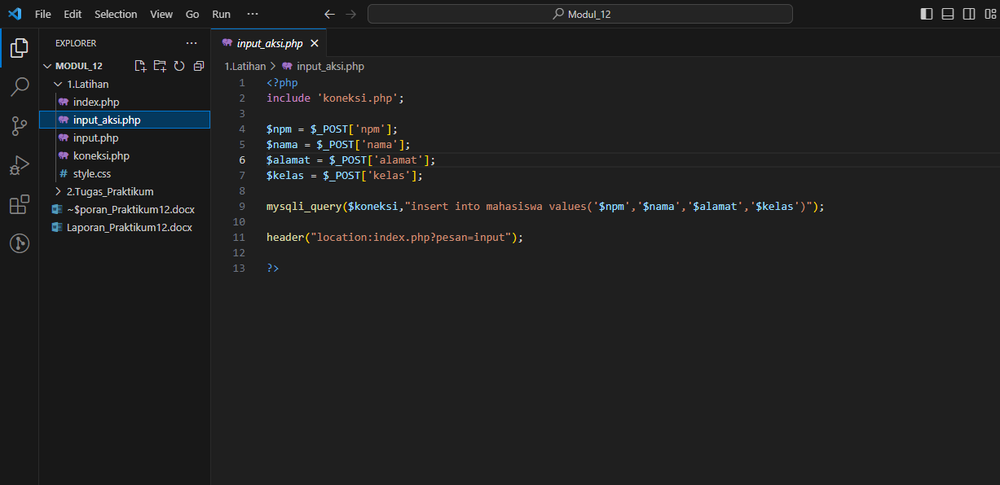 File Edit Selection View Go Run ··· Modul_12
EXPLORER ···
MODUL_12
1.Latihan
index.php
input_aksi.php
input.php
koneksi.php
# style.css
2.Tugas_Praktikum
~$poran_Praktikum12.docx
Laporan_Praktikum12.docx
input_aksi.php
1.Latihan > input_aksi.php
1 <?php
2 include 'koneksi.php';
3
4 $npm = $_POST['npm'];
5 $nama = $_POST['nama'];
6 $alamat = $_POST['alamat'];
7 $kelas = $_POST['kelas'];
8
9 mysqli_query($koneksi,"insert into mahasiswa values('$npm','$nama','$alamat','$kelas')");
10
11 header("location:index.php?pesan=input");
12
13 ?>